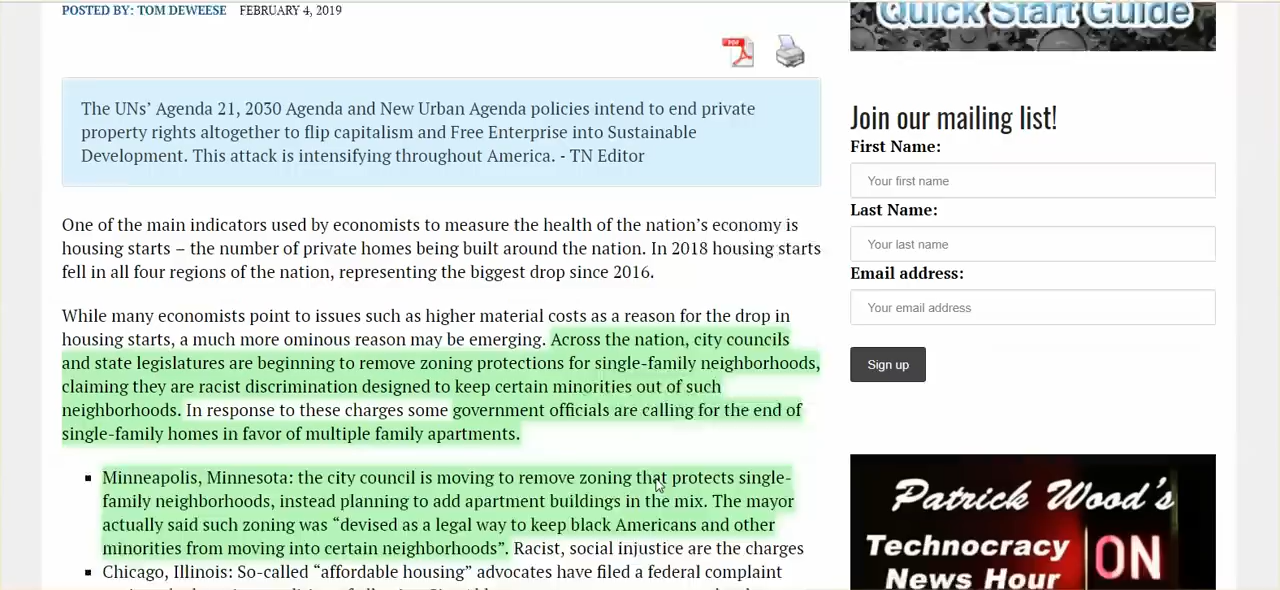 POSTED BY: TOM DEWEESE FEBRUARY 4, 2019
The UNs’ Agenda 21, 2030 Agenda and New Urban Agenda policies intend to end private
property rights altogether to flip capitalism and Free Enterprise into Sustainable
Development. This attack is intensifying throughout America. - TN Editor
One of the main indicators used by economists to measure the health of the nation’s economy is
housing starts – the number of private homes being built around the nation. In 2018 housing starts
fell in all four regions of the nation, representing the biggest drop since 2016.
While many economists point to issues such as higher material costs as a reason for the drop in
housing starts, a much more ominous reason may be emerging. Across the nation, city councils
and state legislatures are beginning to remove zoning protections for single-family neighborhoods,
claiming they are racist discrimination designed to keep certain minorities out of such
neighborhoods. In response to these charges some government officials are calling for the end of
single-family homes in favor of multiple family apartments.
▪ Minneapolis, Minnesota: the city council is moving to remove zoning that protects single-
family neighborhoods, instead planning to add apartment buildings in the mix. The mayor
actually said such zoning was “devised as a legal way to keep black Americans and other
minorities from moving into certain neighborhoods”. Racist, social injustice are the charges
▪ Chicago, Illinois: So-called “affordable housing” advocates have filed a federal complaint
Quick Start Guide
PDF
Join our mailing list!
First Name:
Your first name
Last Name:
Your last name
Email address:
Your email address
Sign up
Patrick Wood’s
Technocracy
News Hour
ON